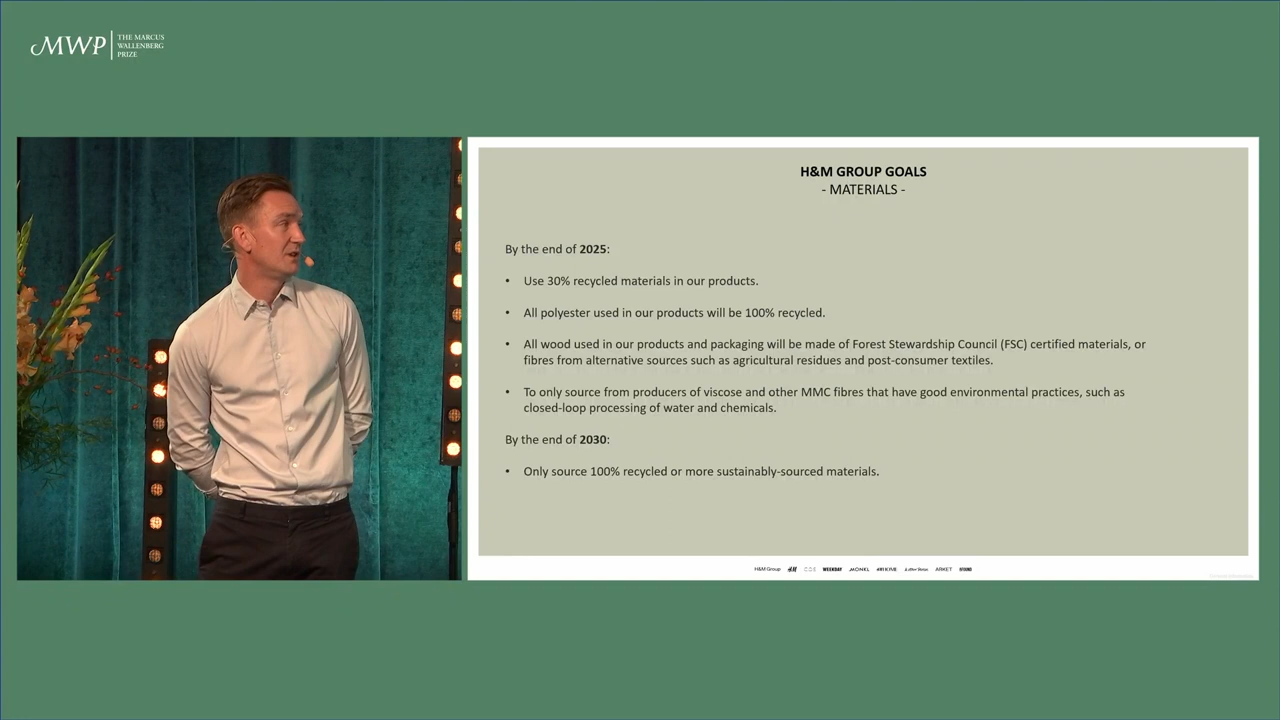 MWP
THE MARCUS
WALLENBERG
PRIZE
H&M GROUP GOALS
- MATERIALS -
By the end of 2025:
• Use 30% recycled materials in our products.
• All polyester used in our products will be 100% recycled.
• All wood used in our products and packaging will be made of Forest Stewardship Council (FSC) certified materials, or
fibres from alternative sources such as agricultural residues and post-consumer textiles.
• To only source from producers of viscose and other MMC fibres that have good environmental practices, such as
closed-loop processing of water and chemicals.
By the end of 2030:
• Only source 100% recycled or more sustainably-sourced materials.
H&M Group H&M COS WEEKDAY MONKI ARKET